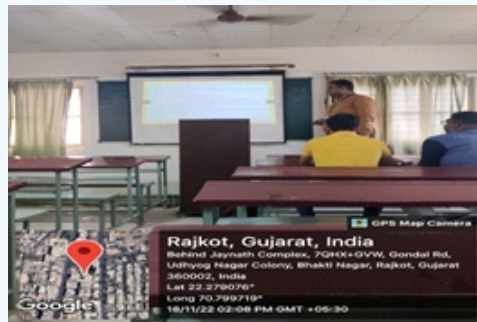 GPS Map Camera
Rajkot, Gujarat, India
Behind Jaynath Complex, 7QHX+GVW, Gondal Rd,
Udhyog Nagar Colony, Bhakti Nagar, Rajkot, Gujarat
360002, India
Lat 22.279076°
Long 70.799719°
18/11/22 02:08 PM GMT +05:30
Google